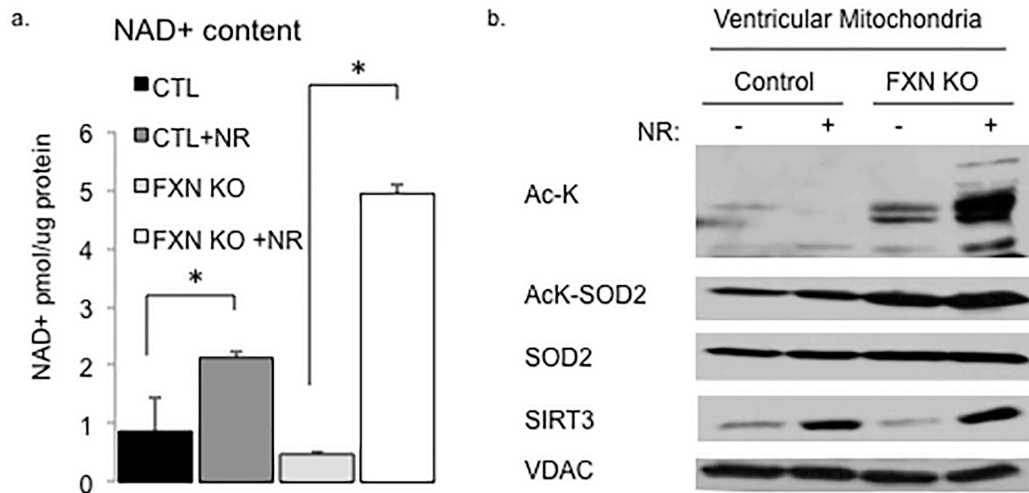 a.
NAD+ content
*
CTL
CTL+NR
FXN KO
FXN KO +NR
*
NAD+ pmol/ug protein
6
5
4
3
2
1
0
b.
Ventricular Mitochondria
Control FXN KO
NR: - + - +
Ac-K
AcK-SOD2
SOD2
SIRT3
VDAC